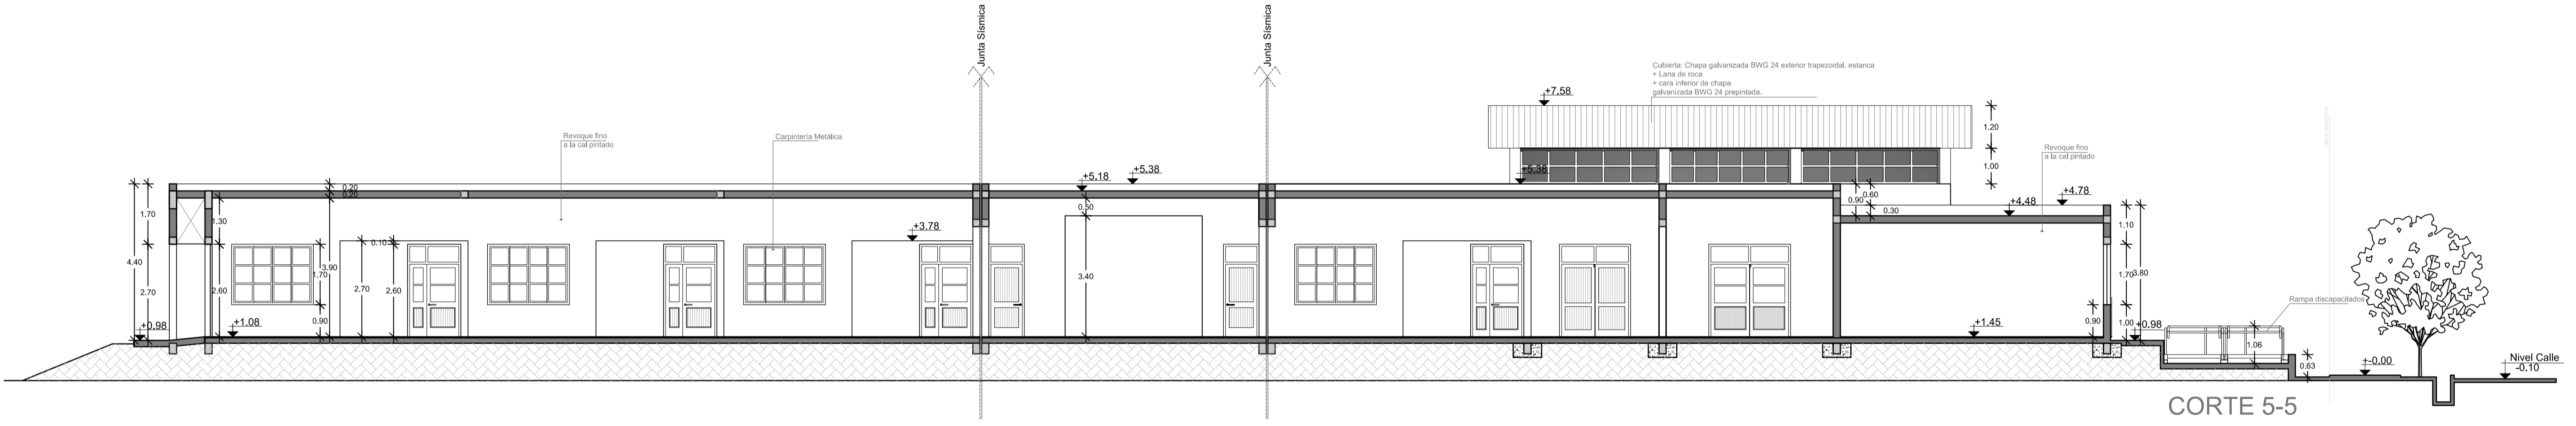 Junta Sísmica
Junta Sísmica
Cubierta: Chapa galvanizada BWG 24 exterior trapezoidal, estanca
+ Lana de roca
+ cara inferior de chapa
galvanizada BWG 24 prepintada.
+7.58
1.20
1.00
Revoque fino
a la cal pintado
Carpintería Metálica
Revoque fino
a la cal pintado
+5.18
+5.38
+5.38
0.20
0.20
0.50
0.60
0.90
0.30
+4.78
+4.48
1.70
1.30
4.40
2.70
2.60
3.90
1.70
0.90
0.10
2.70
2.60
+3.78
3.40
1.10
1.70
3.80
1.00
0.90
+0.98
+1.08
+1.45
+0.98
Rampa discapacitados
1.06
0.63
+-0.00
Nivel Calle
-0.10
CORTE 5-5